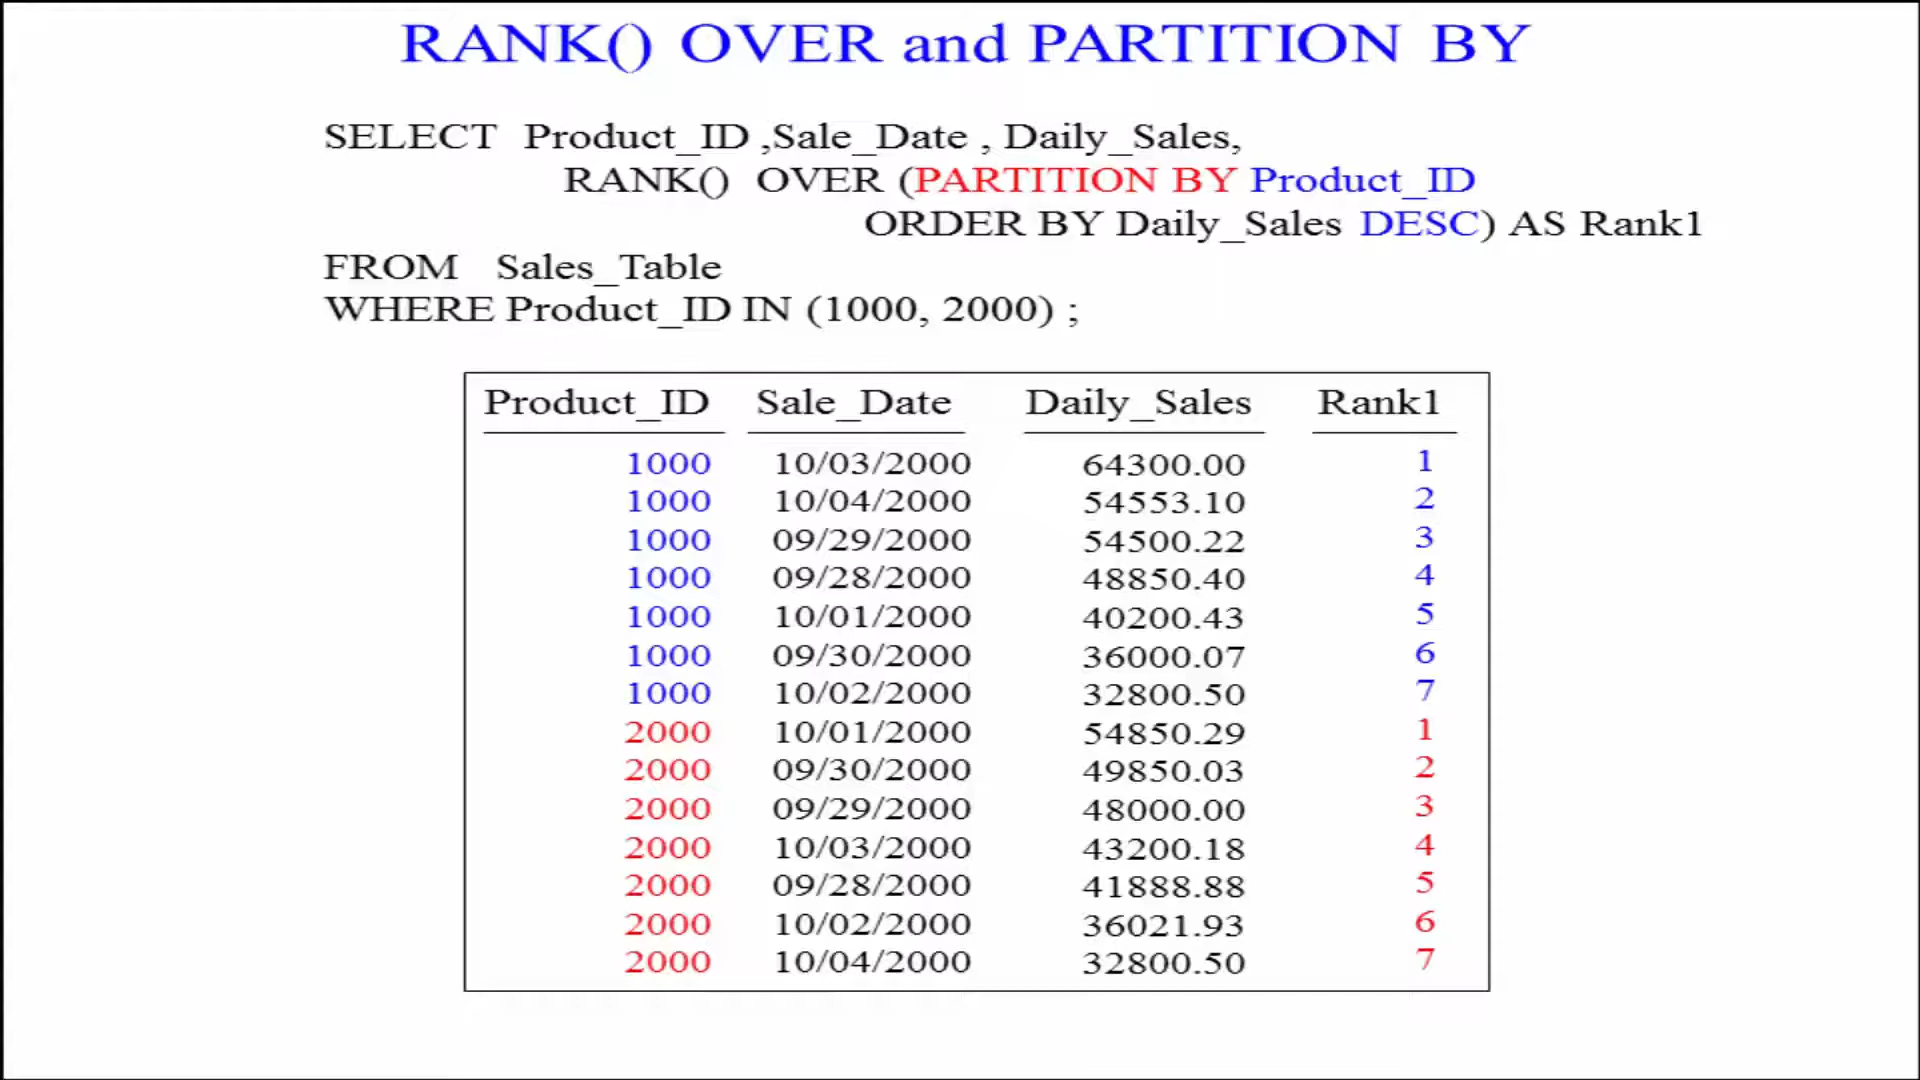 RANK() OVER and PARTITION BY
SELECT Product_ID ,Sale_Date , Daily_Sales,
RANK() OVER (PARTITION BY Product_ID
ORDER BY Daily_Sales DESC) AS Rank1
FROM Sales_Table
WHERE Product_ID IN (1000, 2000) ;
Product_ID Sale_Date Daily_Sales Rank1
1000 10/03/2000 64300.00 1
1000 10/04/2000 54553.10 2
1000 09/29/2000 54500.22 3
1000 09/28/2000 48850.40 4
1000 10/01/2000 40200.43 5
1000 09/30/2000 36000.07 6
1000 10/02/2000 32800.50 7
2000 10/01/2000 54850.29 1
2000 09/30/2000 49850.03 2
2000 09/29/2000 48000.00 3
2000 10/03/2000 43200.18 4
2000 09/28/2000 41888.88 5
2000 10/02/2000 36021.93 6
2000 10/04/2000 32800.50 7